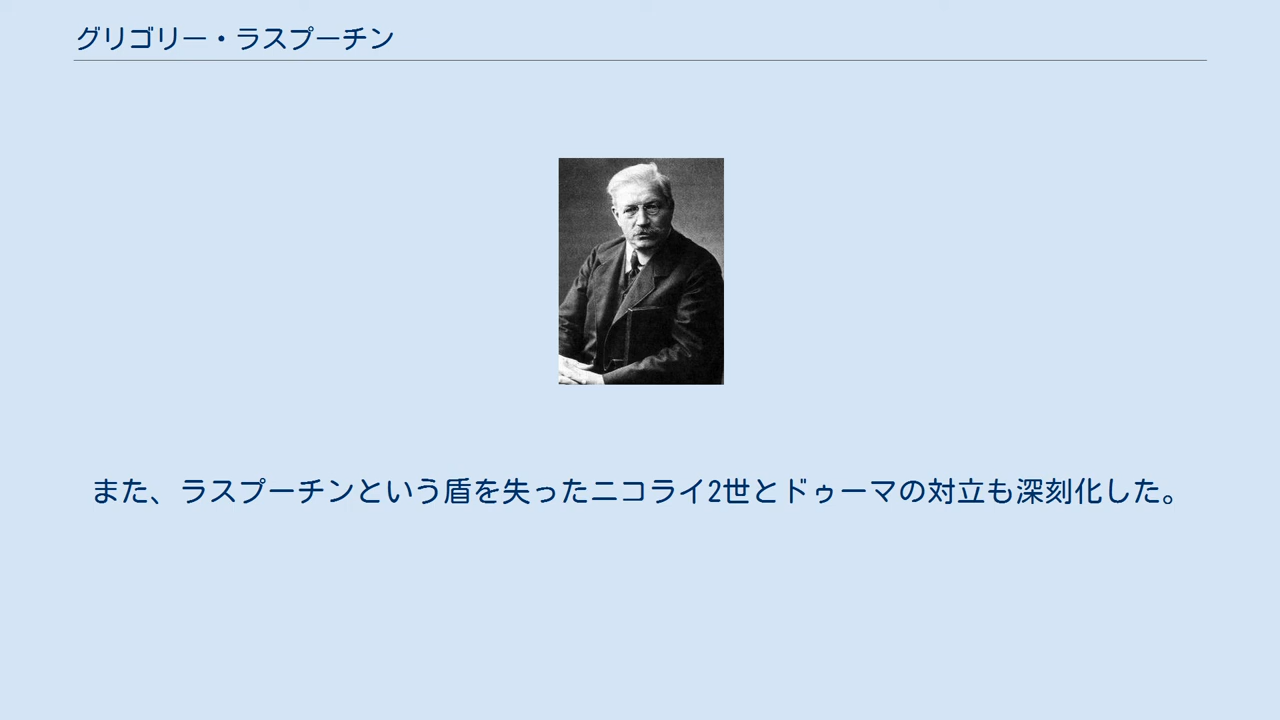 グリゴリー・ラスプーチン
また、ラスプーチンという盾を失ったニコライ2世とドゥーマの対立も深刻化した。